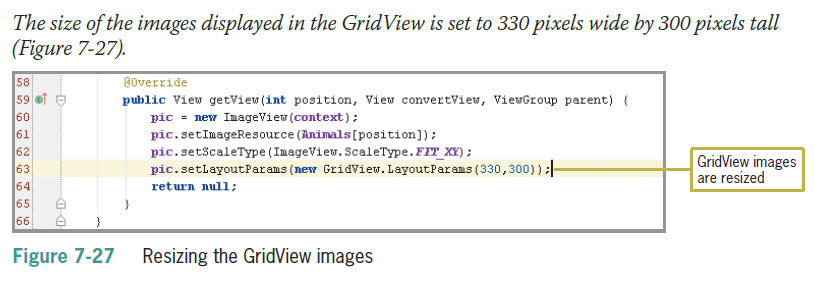 The size of the images displayed in the GridView is set to 330 pixels wide by 300 pixels tall
(Figure 7-27).
58 @Override
59 public View getView(int position, View convertView, ViewGroup parent) {
60 pic = new ImageView(context);
61 pic.setImageResource(Animals[position]);
62 pic.setScaleType(ImageView.ScaleType.FIT_XY);
63 pic.setLayoutParams(new GridView.LayoutParams(330,300));
64 return null;
65 }
66 }
GridView images
are resized
Figure 7-27 Resizing the GridView images